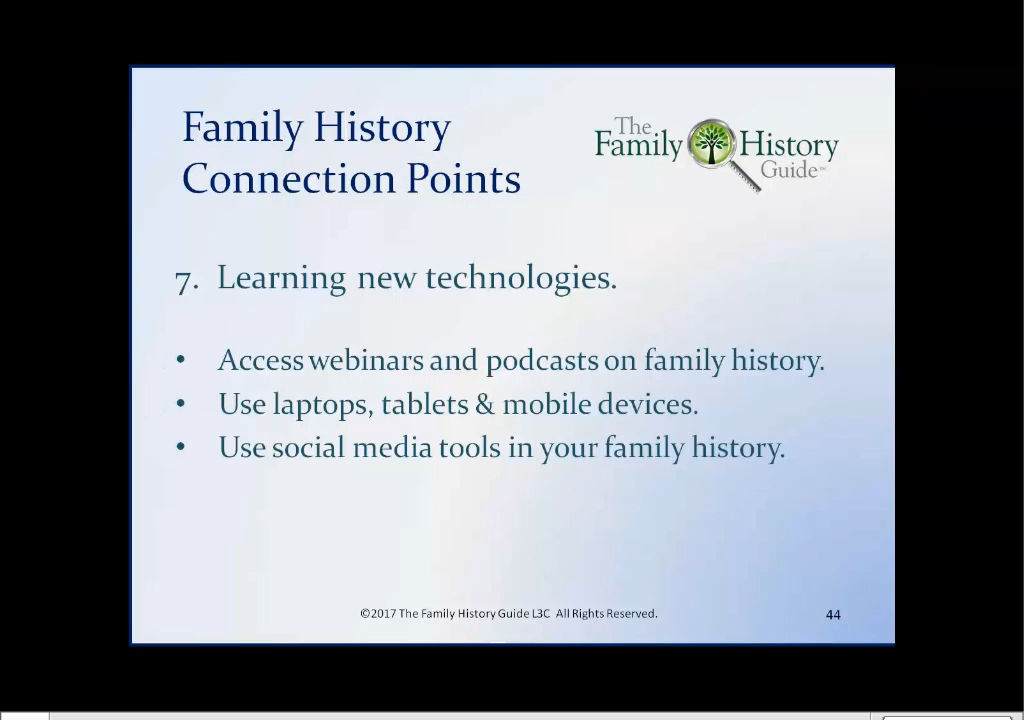 Family History
Connection Points
The
Family History
Guide™
7. Learning new technologies.
• Access webinars and podcasts on family history.
• Use laptops, tablets & mobile devices.
• Use social media tools in your family history.
©2017 The Family History Guide L3C All Rights Reserved.
44